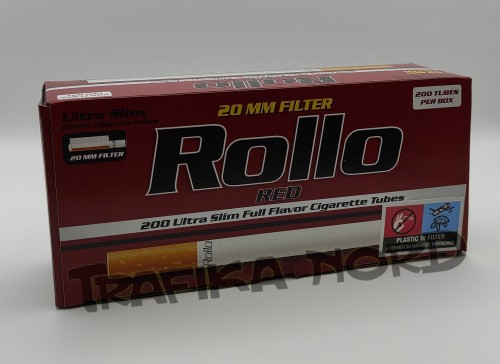 Rollo
Ultra Slim
20 MM FILTER
200 TUBES
PER BOX
20 MM FILTER
Rollo
RED
200 Ultra Slim Full Flavor Cigarette Tubes
Rollo
PLASTIC IN FILTER
Trafika-Nord